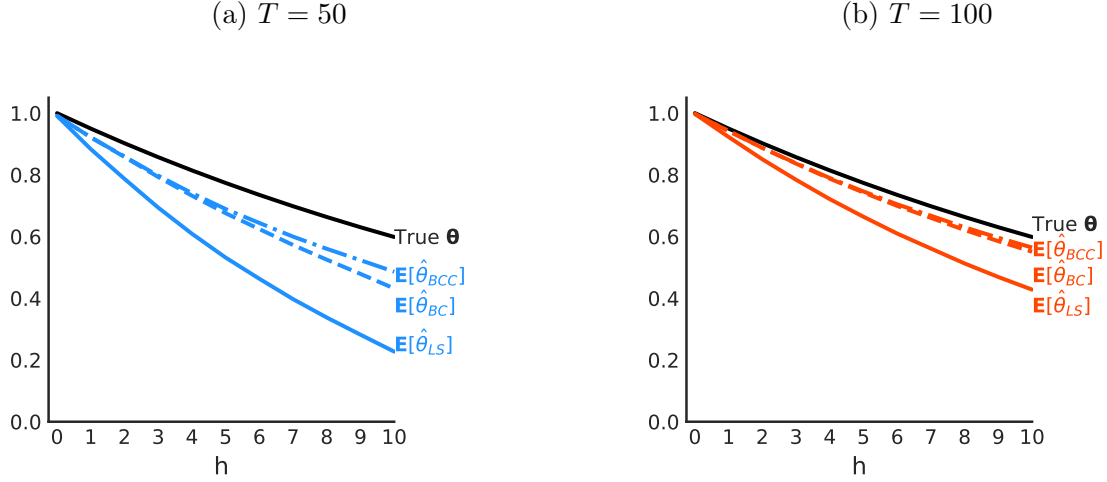 (a) T = 50
1.0
0.8
0.6
0.4
0.2
0.0
0 1 2 3 4 5 6 7 8 9 10
h
True θ
E[θ̂_BCC]
E[θ̂_BC]
E[θ̂_LS]
(b) T = 100
1.0
0.8
0.6
0.4
0.2
0.0
0 1 2 3 4 5 6 7 8 9 10
h
True θ
E[θ̂_BCC]
E[θ̂_BC]
E[θ̂_LS]